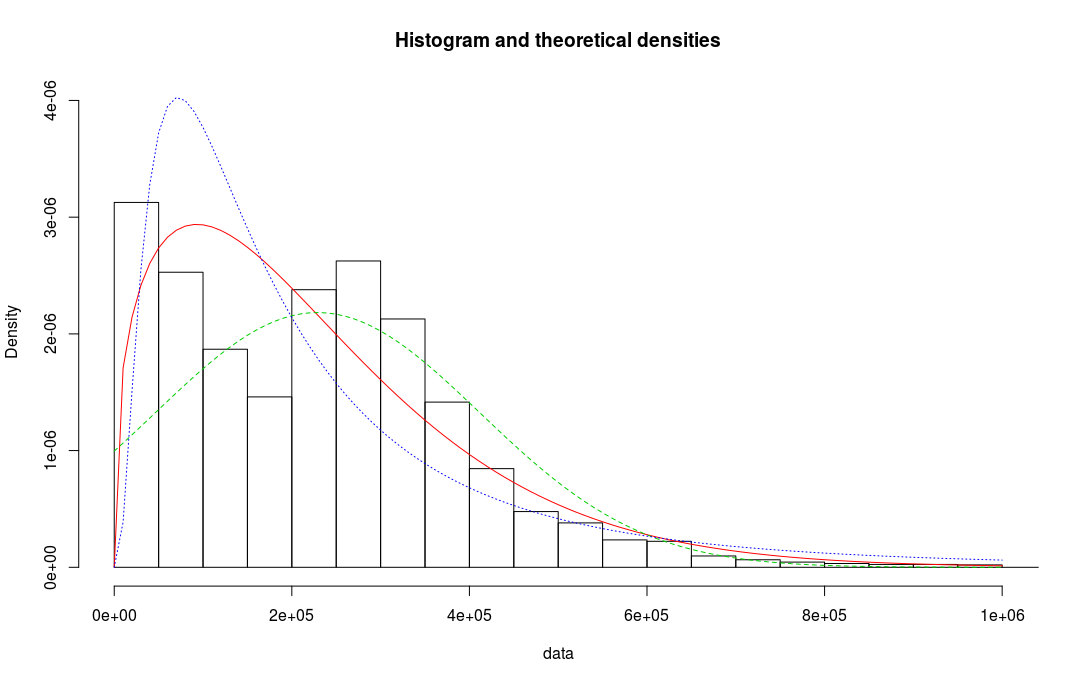 Histogram and theoretical densities
Density
4e-06
3e-06
2e-06
1e-06
0e+00
0e+00 2e+05 4e+05 6e+05 8e+05 1e+06
data